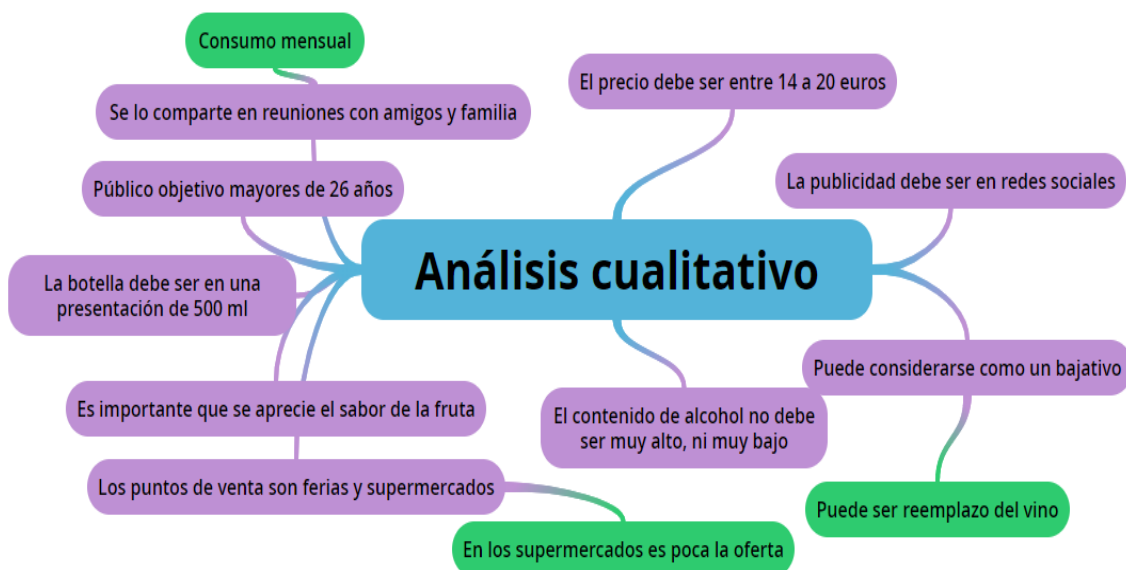 Consumo mensual
Se lo comparte en reuniones con amigos y familia
Público objetivo mayores de 26 años
La botella debe ser en una
presentación de 500 ml
Es importante que se aprecie el sabor de la fruta
Los puntos de venta son ferias y supermercados
En los supermercados es poca la oferta
Análisis cualitativo
El precio debe ser entre 14 a 20 euros
La publicidad debe ser en redes sociales
Puede considerarse como un bajativo
Puede ser reemplazo del vino
El contenido de alcohol no debe
ser muy alto, ni muy bajo